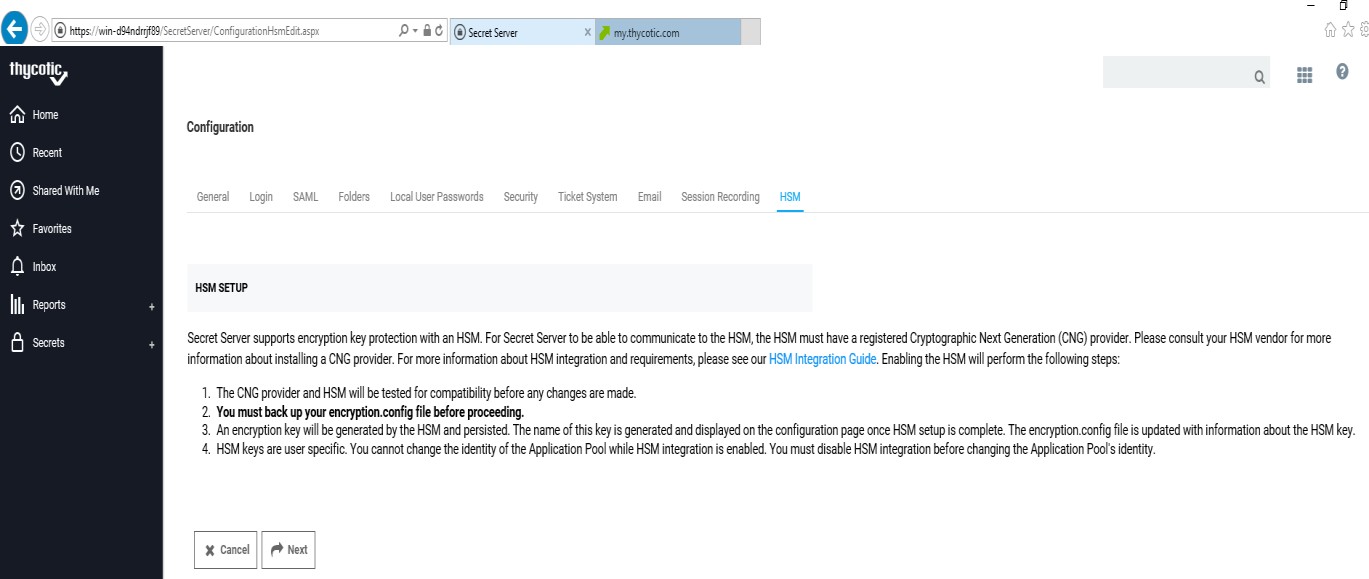 https://win-d94ndrrjf89/SecretServer/ConfigurationHsmEdit.aspx
Secret Server
my.thycotic.com
thycotic
Home
Recent
Shared With Me
Favorites
Inbox
Reports +
Secrets +
Configuration
General Login SAML Folders Local User Passwords Security Ticket System Email Session Recording HSM
HSM SETUP
Secret Server supports encryption key protection with an HSM. For Secret Server to be able to communicate to the HSM, the HSM must have a registered Cryptographic Next Generation (CNG) provider. Please consult your HSM vendor for more
information about installing a CNG provider. For more information about HSM integration and requirements, please see our HSM Integration Guide. Enabling the HSM will perform the following steps:
1. The CNG provider and HSM will be tested for compatibility before any changes are made.
2. You must back up your encryption.config file before proceeding.
3. An encryption key will be generated by the HSM and persisted. The name of this key is generated and displayed on the configuration page once HSM setup is complete. The encryption.config file is updated with information about the HSM key.
4. HSM keys are user specific. You cannot change the identity of the Application Pool while HSM integration is enabled. You must disable HSM integration before changing the Application Pool's identity.
Cancel Next